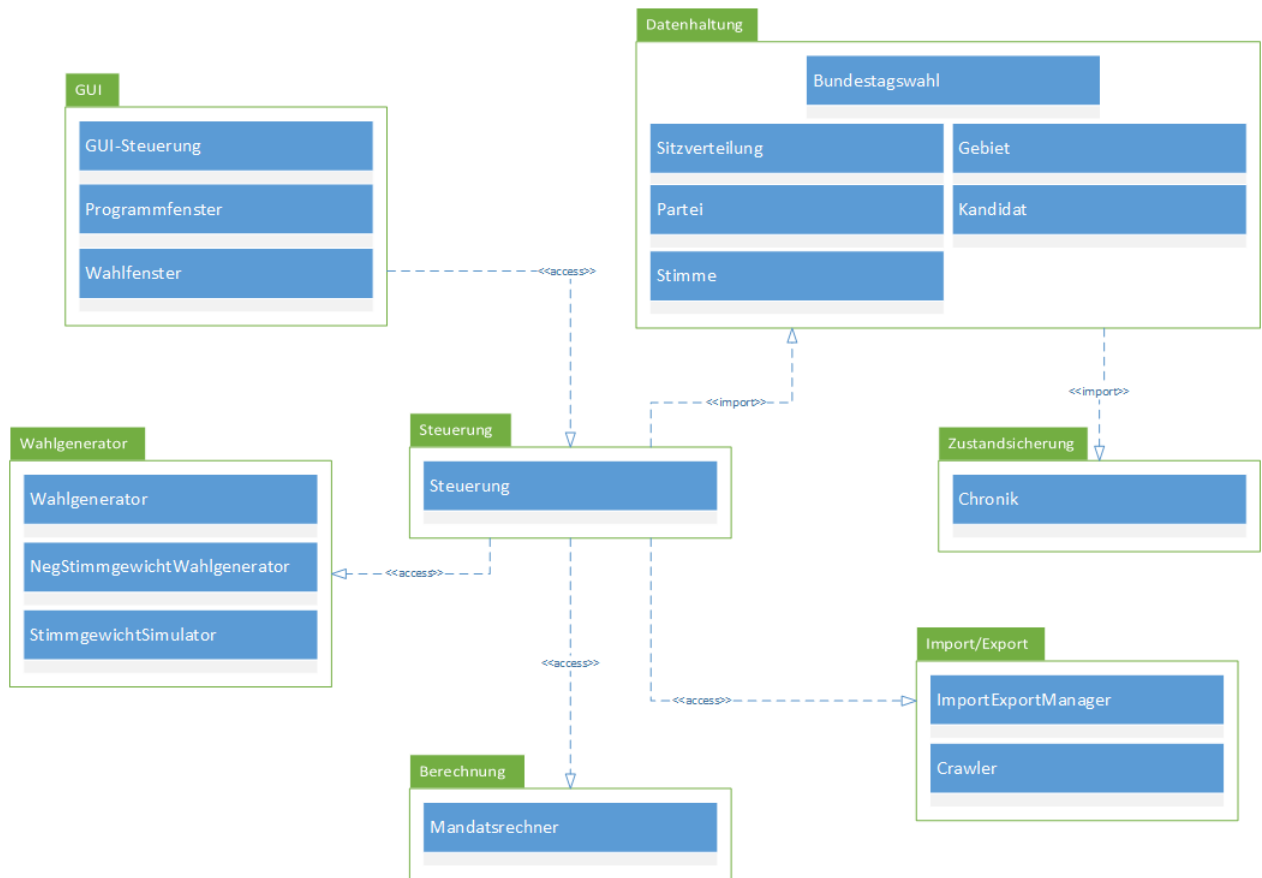 Datenhaltung
Bundestagswahl
Sitzverteilung
Gebiet
Partei
Kandidat
Stimme
GUI
GUI-Steuerung
Programmfenster
Wahlfenster
<<access>>
<<import>>
<<import>>
Wahlgenerator
Wahlgenerator
NegStimmgewichtWahlgenerator
StimmgewichtSimulator
Steuerung
Steuerung
Zustandsicherung
Chronik
<<access>>
<<access>>
<<access>>
Import/Export
ImportExportManager
Crawler
Berechnung
Mandatsrechner